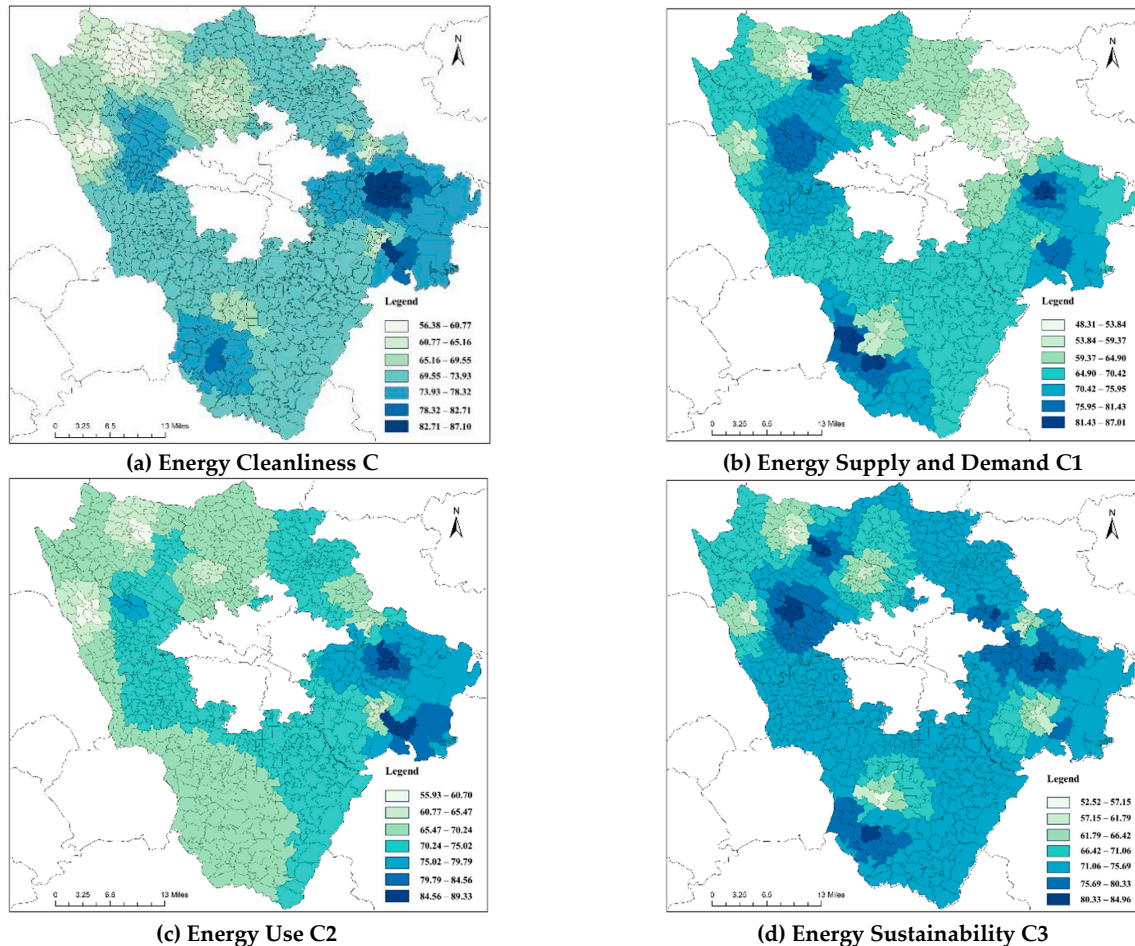 N
Legend
56.38 – 60.77
60.77 – 65.16
65.16 – 69.55
69.55 – 73.93
73.93 – 78.32
78.32 – 82.71
82.71 – 87.10
0 3.25 6.5 13 Miles
(a) Energy Cleanliness C
N
Legend
48.31 – 53.84
53.84 – 59.37
59.37 – 64.90
64.90 – 70.42
70.42 – 75.95
75.95 – 81.43
81.43 – 87.01
0 3.25 6.5 13 Miles
(b) Energy Supply and Demand C1
N
Legend
55.93 – 60.70
60.77 – 65.47
65.47 – 70.24
70.24 – 75.02
75.02 – 79.79
79.79 – 84.56
84.56 – 89.33
0 3.25 6.6 13 Miles
(c) Energy Use C2
N
Legend
52.52 – 57.15
57.15 – 61.79
61.79 – 66.42
66.42 – 71.06
71.06 – 75.69
75.69 – 80.33
80.33 – 84.96
0 3.25 6.5 13 Miles
(d) Energy Sustainability C3